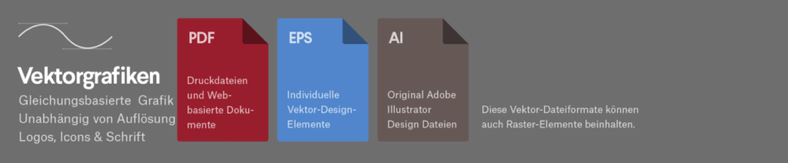 Vektorgrafiken
Gleichungsbasierte Grafik
Unabhängig von Auflösung
Logos, Icons & Schrift
PDF
Druckdateien
und Web-
basierte Doku-
mente
EPS
Individuelle
Vektor-Design-
Elemente
AI
Original Adobe
Illustrator
Design Dateien
Diese Vektor-Dateiformate können
auch Raster-Elemente beinhalten.